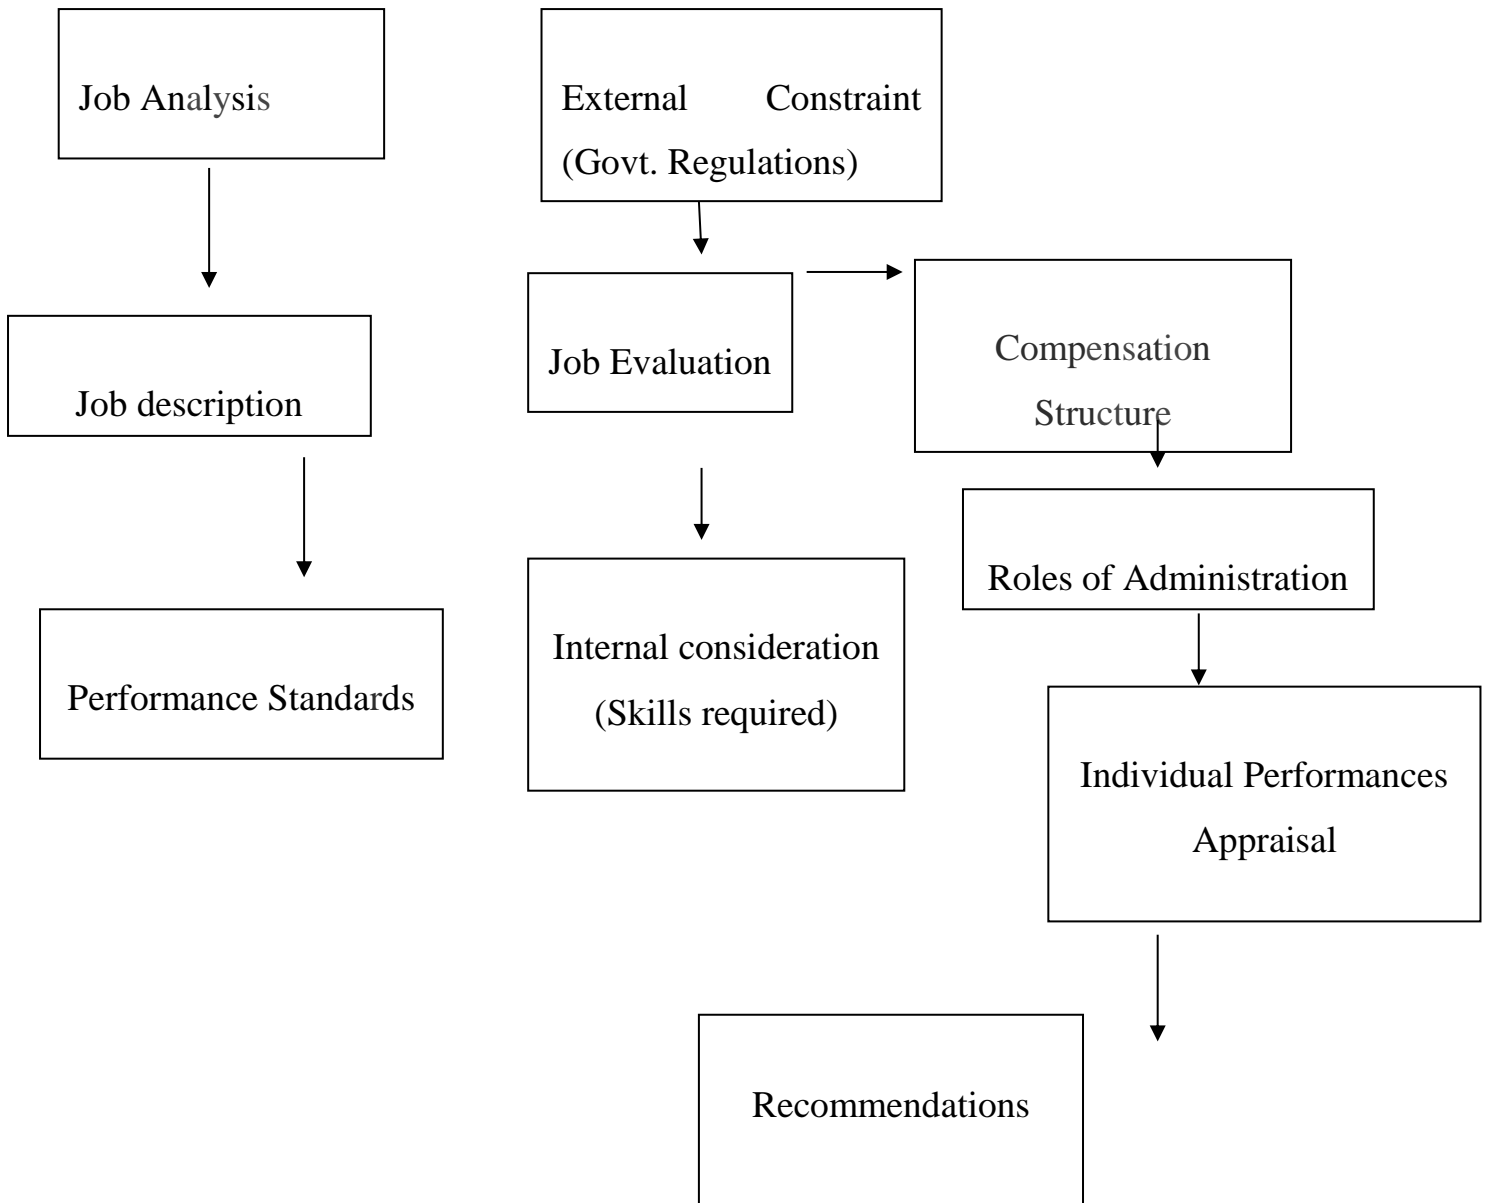 Job Analysis
External Constraint
(Govt. Regulations)
Job description
Job Evaluation
Compensation
Structure
Performance Standards
Internal consideration
(Skills required)
Roles of Administration
Individual Performances
Appraisal
Recommendations